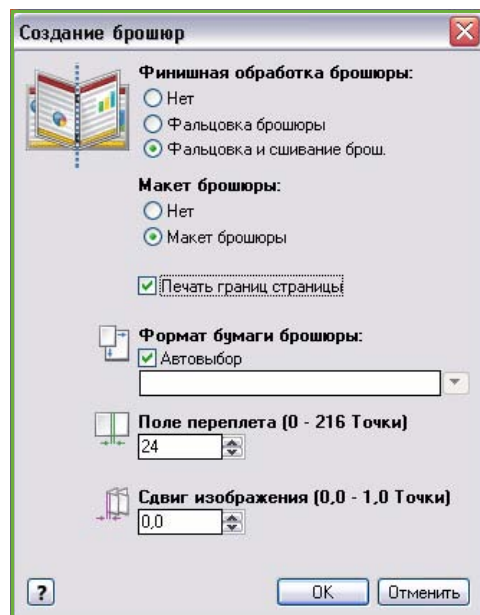 Создание брошюр
Финишная обработка брошюры:
Нет
Фальцовка брошюры
Фальцовка и сшивание брош.
Макет брошюры:
Нет
Макет брошюры
Печать границ страницы
Формат бумаги брошюры:
Автовыбор
Поле переплета (0 - 216 Точки)
24
Сдвиг изображения (0,0 - 1,0 Точки)
0,0
?
OK
Отменить